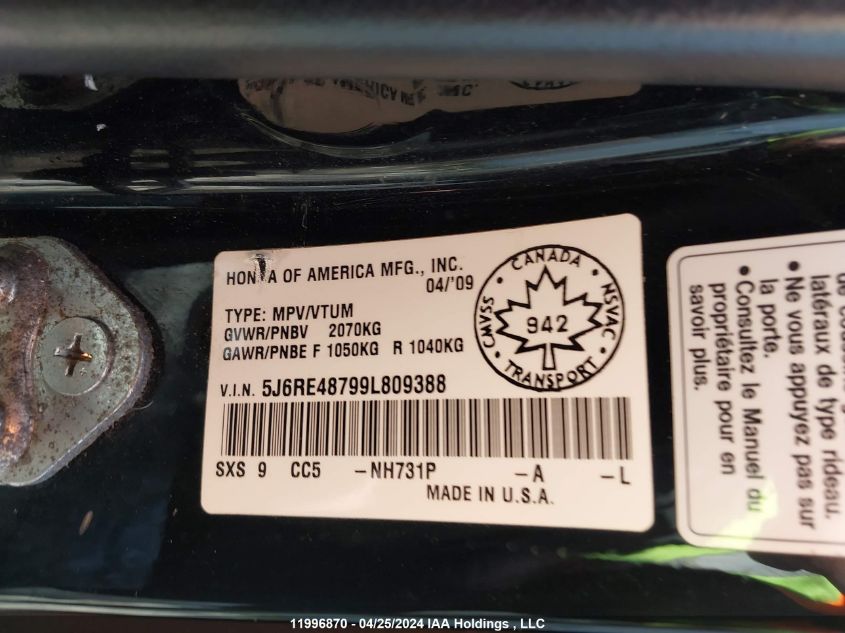 HONDA OF AMERICA MFG., INC.
04/'09
TYPE: MPV/VTUM
GVWR/PNBV 2070KG
GAWR/PNBE F 1050KG R 1040KG
V.I.N. 5J6RE48799L809388
SXS 9 CC5 -NH731P -A -L
MADE IN U.S.A.
CANADA
CMVSS
NSVAC
942
TRANSPORT
latéraux de type rideau.
• Ne vous appuyez pas sur
la porte.
• Consultez le Manuel du
propriétaire pour en
savoir plus.
11996870 - 04/25/2024 IAA Holdings , LLC